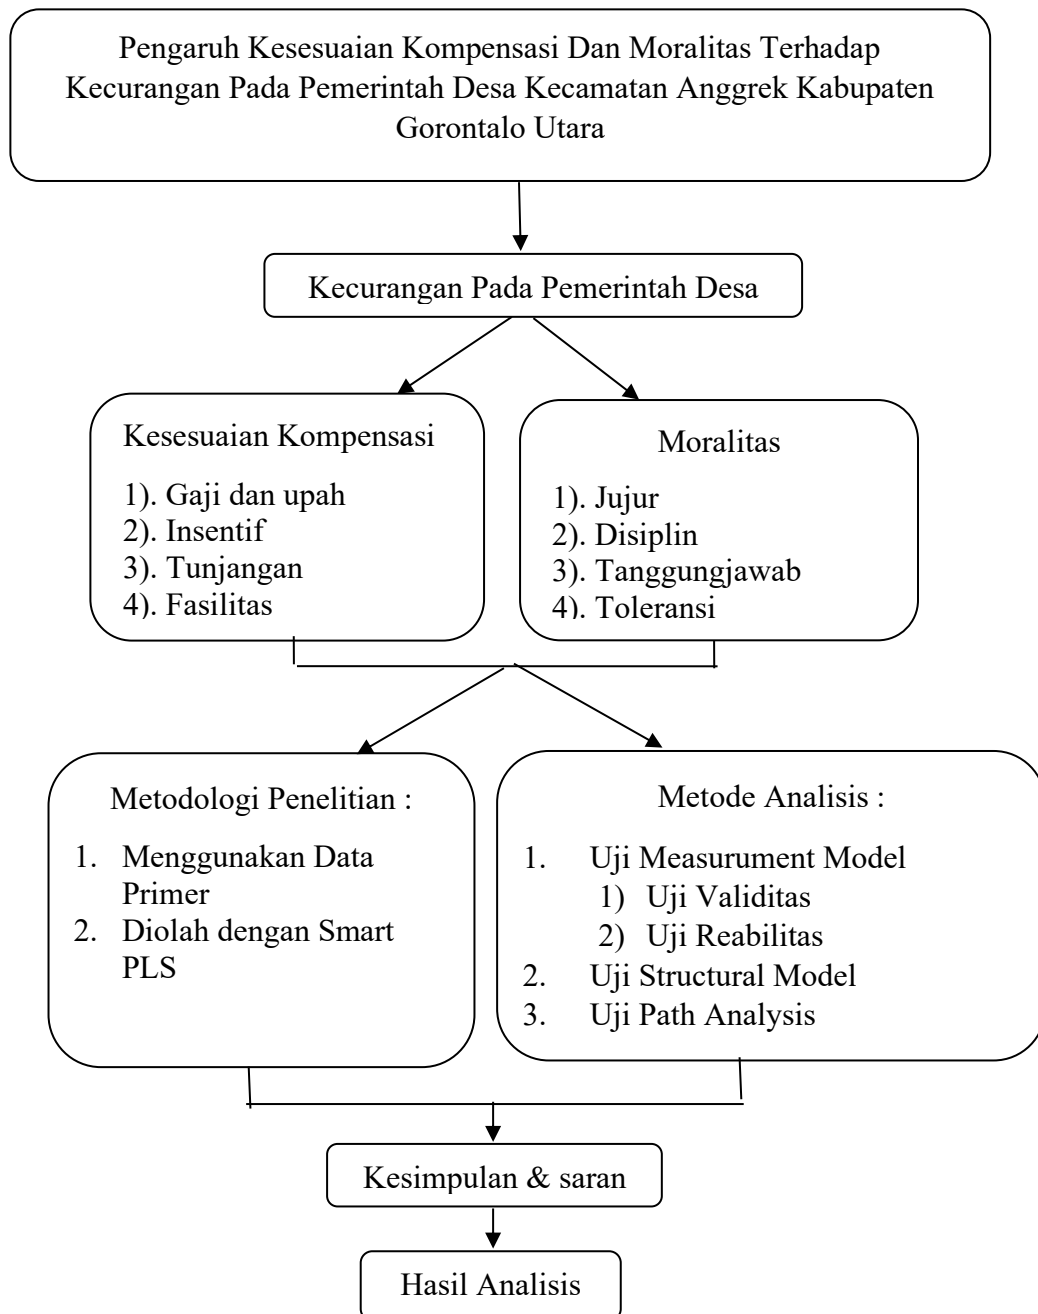 Pengaruh Kesesuaian Kompensasi Dan Moralitas Terhadap
Kecurangan Pada Pemerintah Desa Kecamatan Anggrek Kabupaten
Gorontalo Utara
Kecurangan Pada Pemerintah Desa
Kesesuaian Kompensasi
1). Gaji dan upah
2). Insentif
3). Tunjangan
4). Fasilitas
Moralitas
1). Jujur
2). Disiplin
3). Tanggungjawab
4). Toleransi
Metodologi Penelitian :
1. Menggunakan Data
Primer
2. Diolah dengan Smart
PLS
Metode Analisis :
1. Uji Measurument Model
1) Uji Validitas
2) Uji Reabilitas
2. Uji Structural Model
3. Uji Path Analysis
Kesimpulan & saran
Hasil Analisis